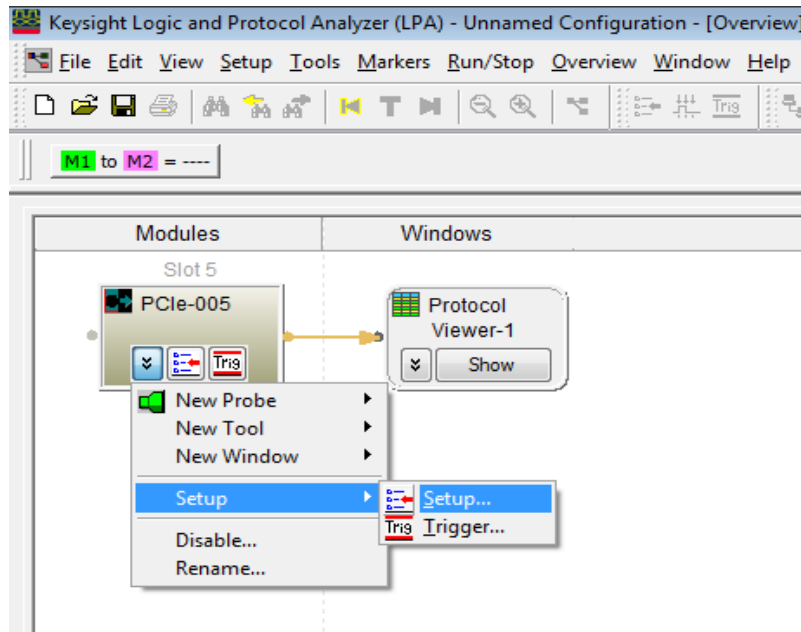 Keysight Logic and Protocol Analyzer (LPA) - Unnamed Configuration - [Overview]
File Edit View Setup Tools Markers Run/Stop Overview Window Help
T Trig
M1 to M2 = ----
Modules Windows
Slot 5
PCIe-005
Protocol
Viewer-1
Trig
Show
New Probe
New Tool
New Window
Setup
Setup...
Trig Trigger...
Disable...
Rename...